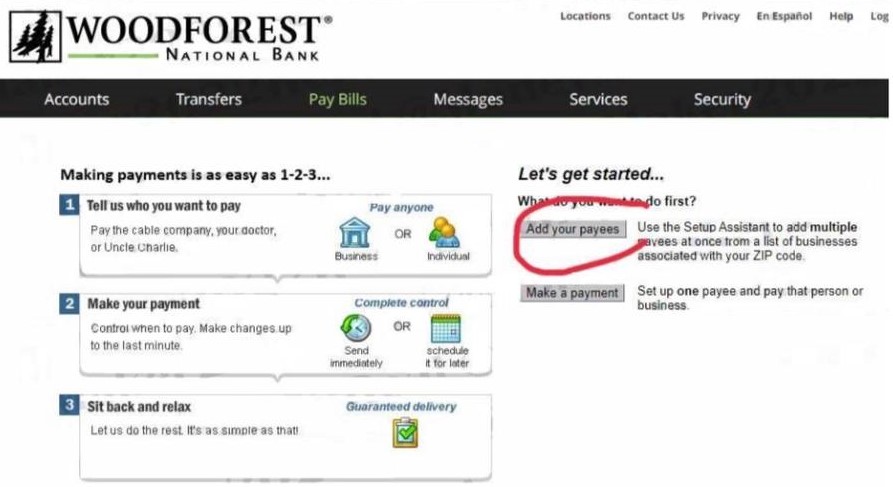 WOODFOREST®
NATIONAL BANK
Locations Contact Us Privacy En Español Help Log
Accounts Transfers Pay Bills Messages Services Security
Making payments is as easy as 1-2-3...
1 Tell us who you want to pay
Pay the cable company, your doctor,
or Uncle Charlie.
Pay anyone
OR
Business Individual
2 Make your payment
Control when to pay. Make changes up
to the last minute.
Complete control
OR
Send
immediately
schedule
it for later
3 Sit back and relax
Let us do the rest. It's as simple as that!
Guaranteed delivery
Let's get started...
What do you want to do first?
Add your payees
Use the Setup Assistant to add multiple
payees at once from a list of businesses
associated with your ZIP code.
Make a payment
Set up one payee and pay that person or
business.